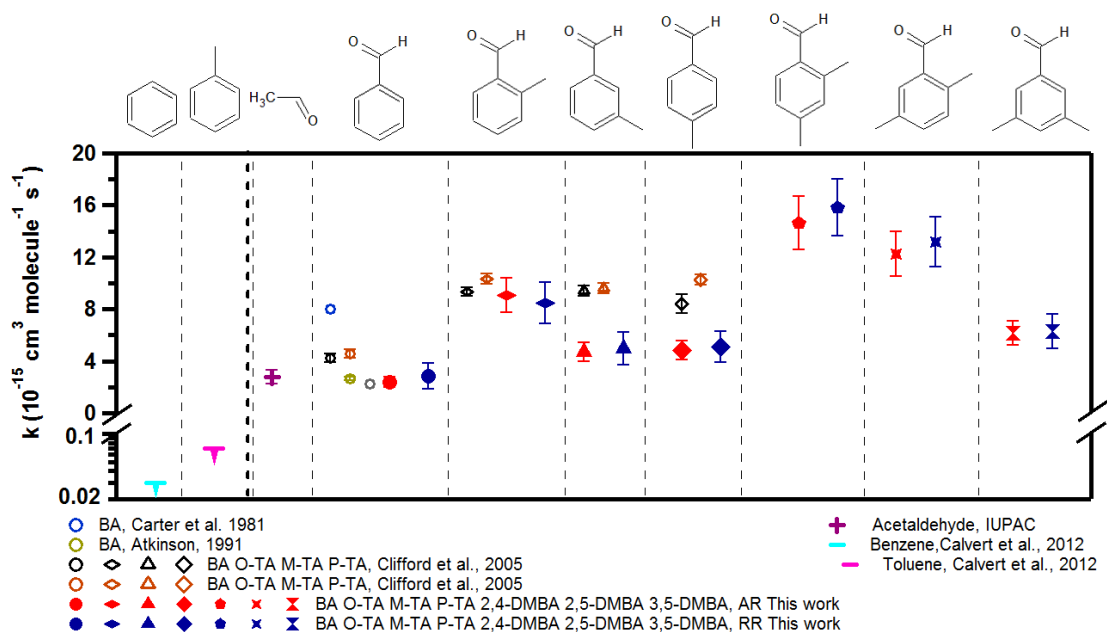 O H
O H
O H
O H
O H
O H
O H
H₃C O
k (10⁻¹⁵ cm³ molecule⁻¹ s⁻¹)
20
16
12
8
4
0
0.1
0.02
BA, Carter et al. 1981
BA, Atkinson, 1991
BA O-TA M-TA P-TA, Clifford et al., 2005
BA O-TA M-TA P-TA, Clifford et al., 2005
BA O-TA M-TA P-TA 2,4-DMBA 2,5-DMBA 3,5-DMBA, AR This work
BA O-TA M-TA P-TA 2,4-DMBA 2,5-DMBA 3,5-DMBA, RR This work
Acetaldehyde, IUPAC
Benzene,Calvert et al., 2012
Toluene, Calvert et al., 2012